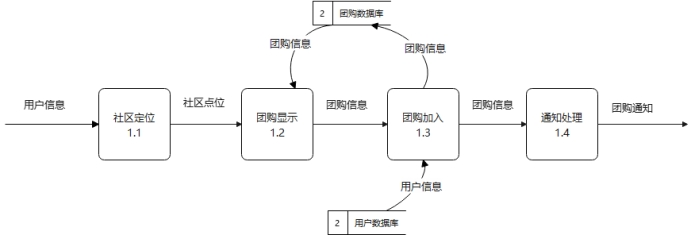 2 团购数据库
团购信息
团购信息
用户信息
社区定位
1.1
社区点位
团购显示
1.2
团购信息
团购加入
1.3
团购信息
通知处理
1.4
团购通知
用户信息
2 用户数据库